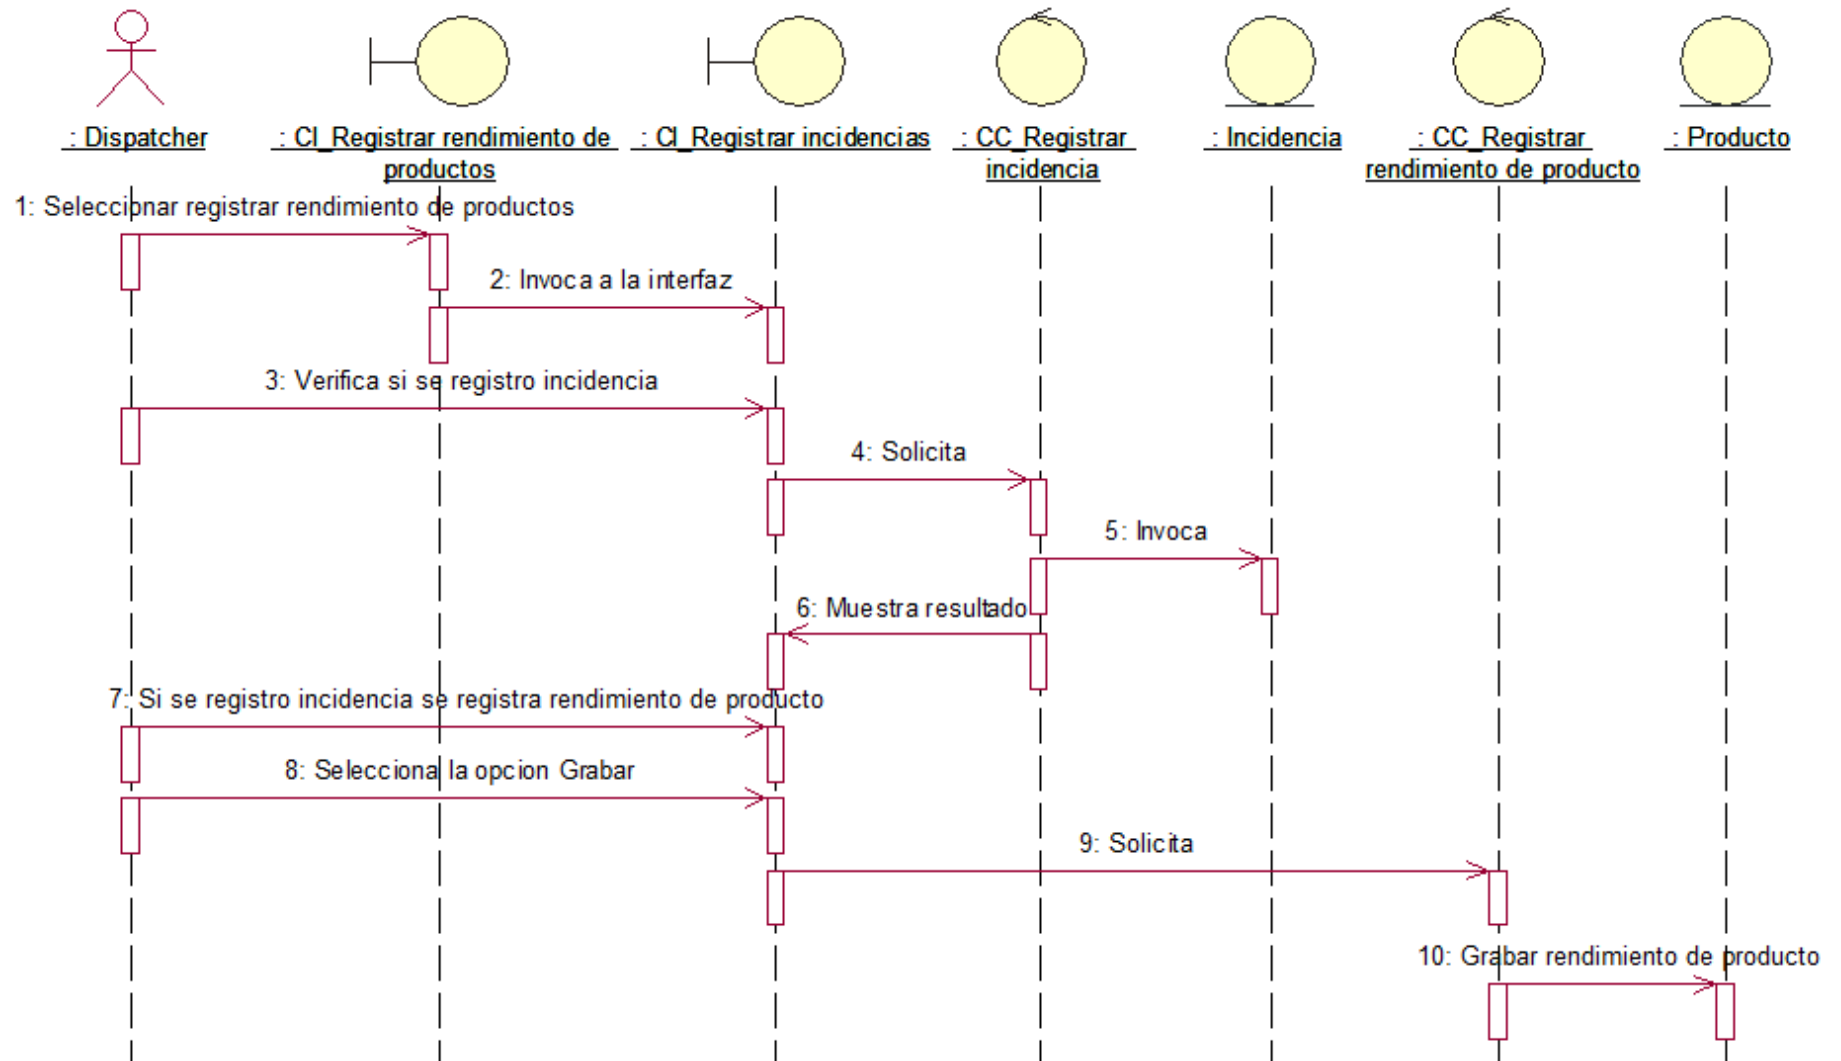 : Dispatcher
: CI_Registrar rendimiento de
productos
: CI_Registrar incidencias
: CC_Registrar
incidencia
: Incidencia
: CC_Registrar
rendimiento de producto
: Producto
1: Seleccionar registrar rendimiento de productos
2: Invoca a la interfaz
3: Verifica si se registro incidencia
4: Solicita
5: Invoca
6: Muestra resultado
7: Si se registro incidencia se registra rendimiento de producto
8: Selecciona la opcion Grabar
9: Solicita
10: Grabar rendimiento de producto